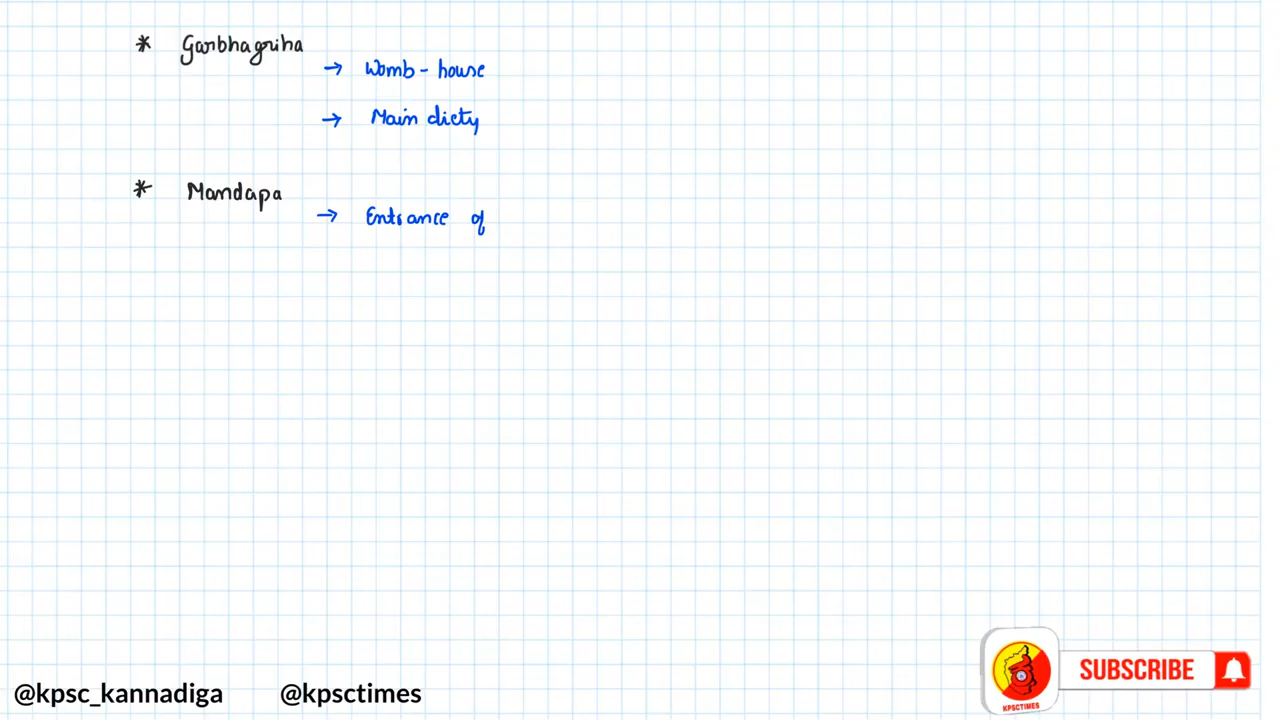 * Garbhagriha
→ Womb - house
→ Main diety
* Mandapa
→ Entrance of
@kpsc_kannadiga @kpsctimes
KPSCTIMES
SUBSCRIBE